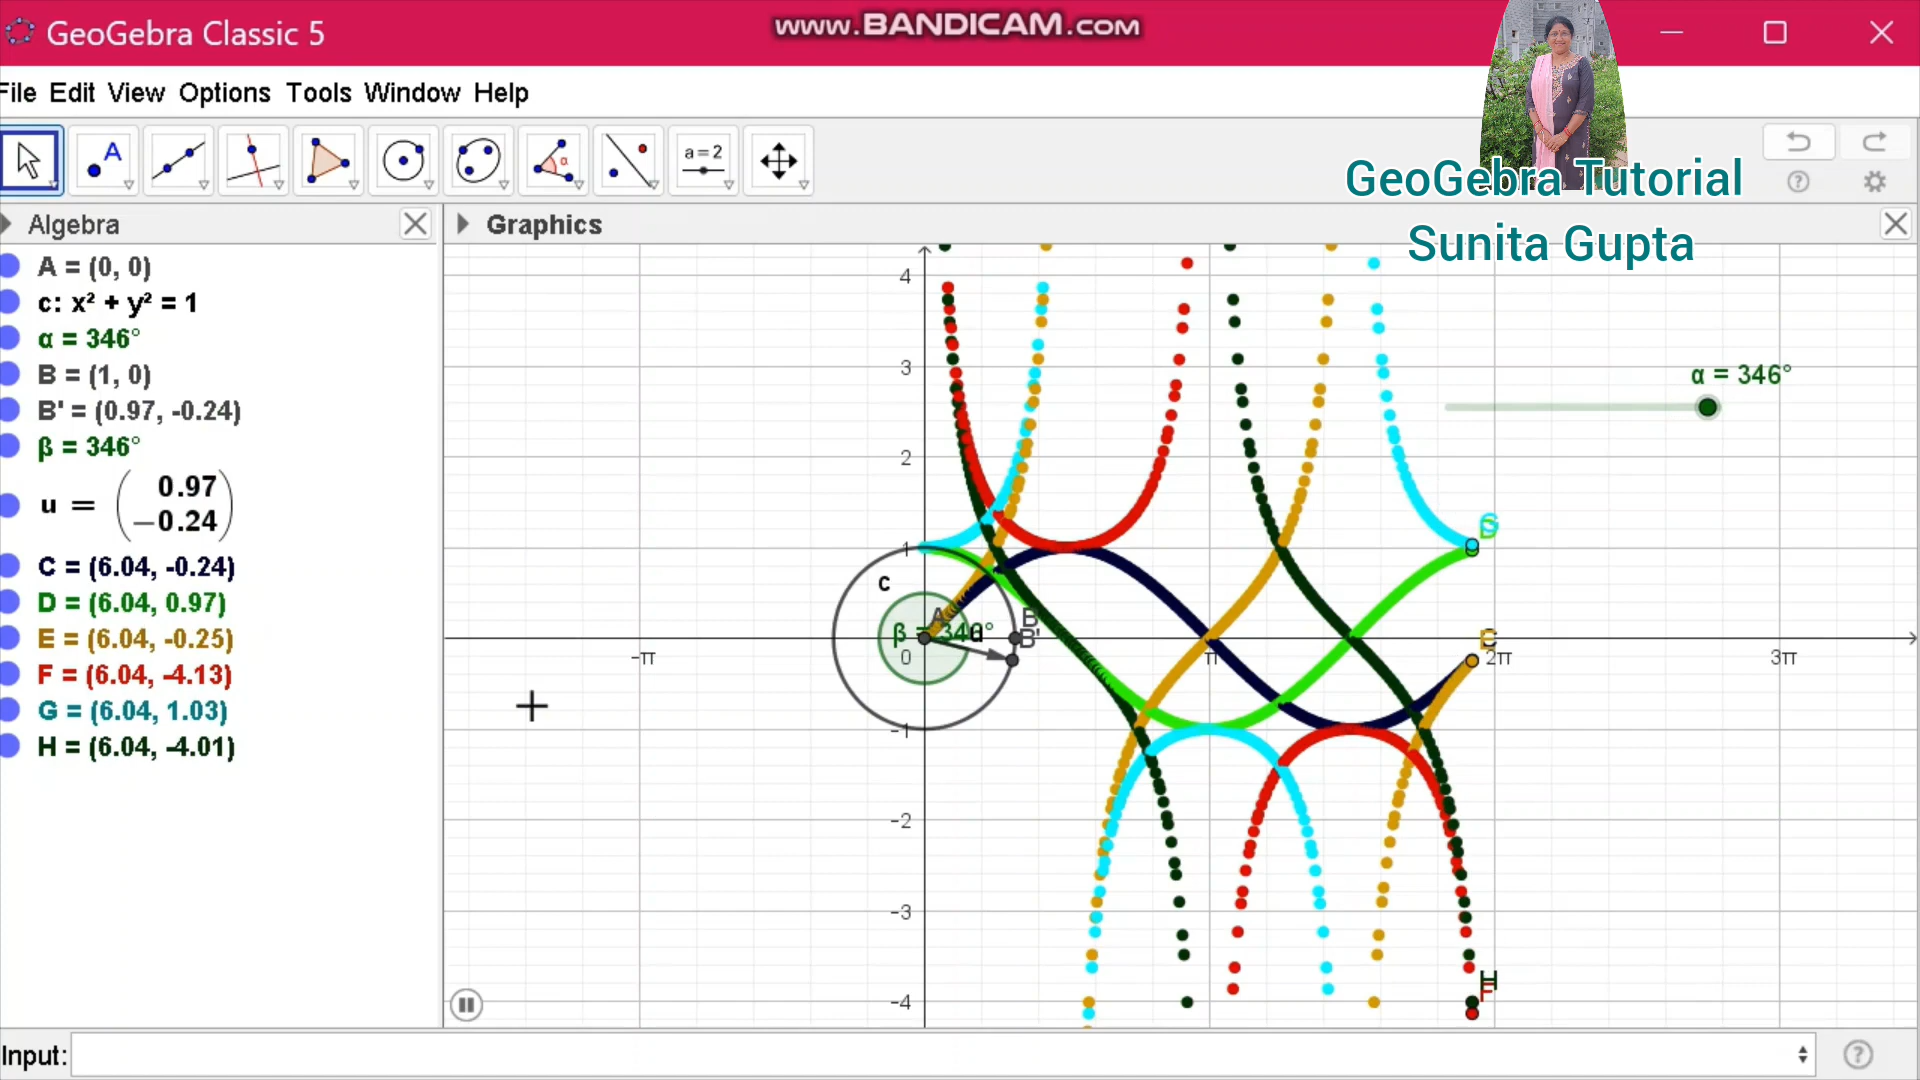 GeoGebra Classic 5
www.BANDICAM.com
File Edit View Options Tools Window Help
A
α
a=2
GeoGebra Tutorial
Sunita Gupta
Algebra
Graphics
A = (0, 0)
c: x² + y² = 1
α = 346°
B = (1, 0)
B' = (0.97, -0.24)
β = 346°
u = (0.97
−0.24)
C = (6.04, -0.24)
D = (6.04, 0.97)
E = (6.04, -0.25)
F = (6.04, -4.13)
G = (6.04, 1.03)
H = (6.04, -4.01)
α = 346°
4
3
2
1
0
-1
-2
-3
-4
-π
π
2π
3π
c
A
B
B'
u
β = 346°
G
D
E
H
F
Input: